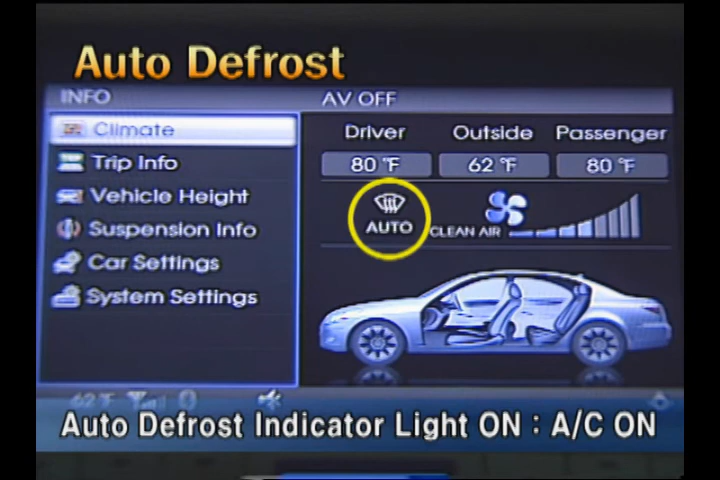 Auto Defrost
INFO
AV OFF
Climate
Trip Info
Vehicle Height
Suspension Info
Car Settings
System Settings
Driver
Outside
Passenger
80 °F
62 °F
80 °F
AUTO
CLEAN AIR
62°F
Auto Defrost Indicator Light ON : A/C ON